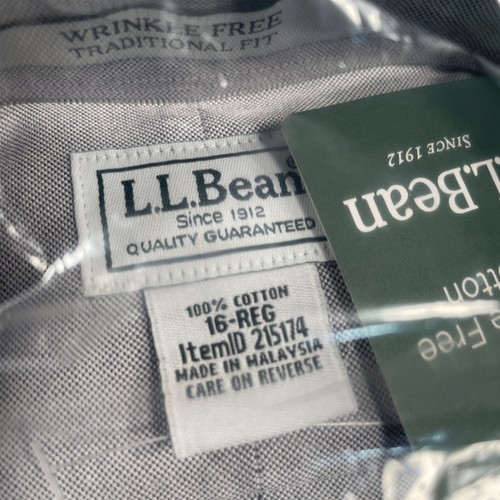 WRINKLE FREE
TRADITIONAL FIT
L.L.Bean
Since 1912
QUALITY GUARANTEED
100% COTTON
16-REG
ItemID 215174
MADE IN MALAYSIA
CARE ON REVERSE
L.Bean
SINCE 1912
Free